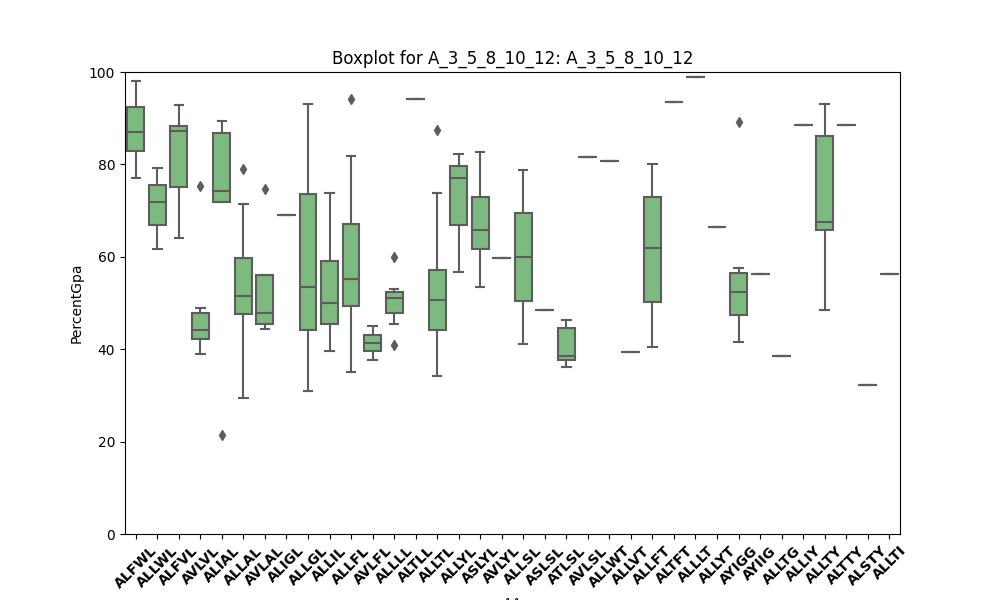 Boxplot for A_3_5_8_10_12: A_3_5_8_10_12
PercentGpa
100
80
60
40
20
0
ALFWL ALLWL ALFVL AVLVL ALIAL ALLAL AVLAL ALIGL ALLGL ALLIL ALLFL AVLFL ALLLL ALTLL ALLTL ALLYL ASLYL AVLYL ALLSL ASLSL ATLSL AVLSL ALLWT ALLVT ALLFT ALTFT ALLLT ALLYT AYIGG AYIIG ALLTG ALLIY ALLTY ALTTY ALSTY ALLTI